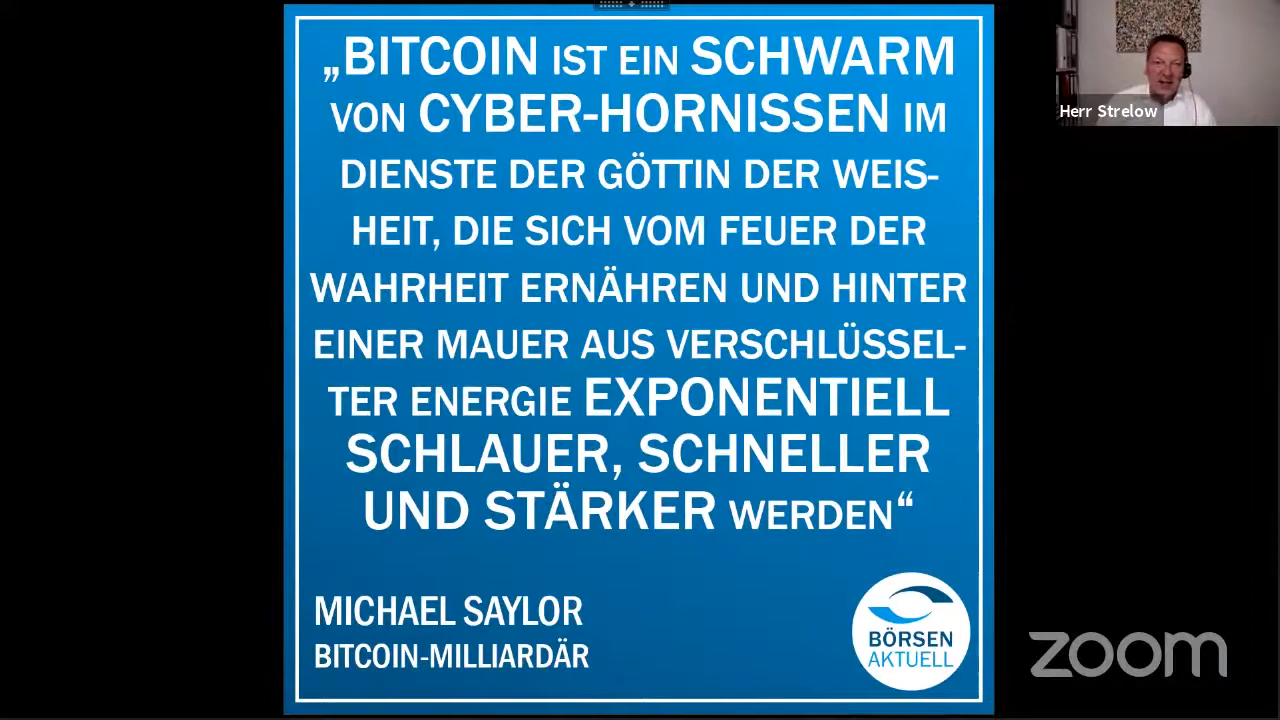 „BITCOIN IST EIN SCHWARM
VON CYBER-HORNISSEN IM
DIENSTE DER GÖTTIN DER WEIS-
HEIT, DIE SICH VOM FEUER DER
WAHRHEIT ERNÄHREN UND HINTER
EINER MAUER AUS VERSCHLÜSSEL-
TER ENERGIE EXPONENTIELL
SCHLAUER, SCHNELLER
UND STÄRKER WERDEN“
MICHAEL SAYLOR
BITCOIN-MILLIARDÄR
BÖRSEN
AKTUELL
Herr Strelow
zoom